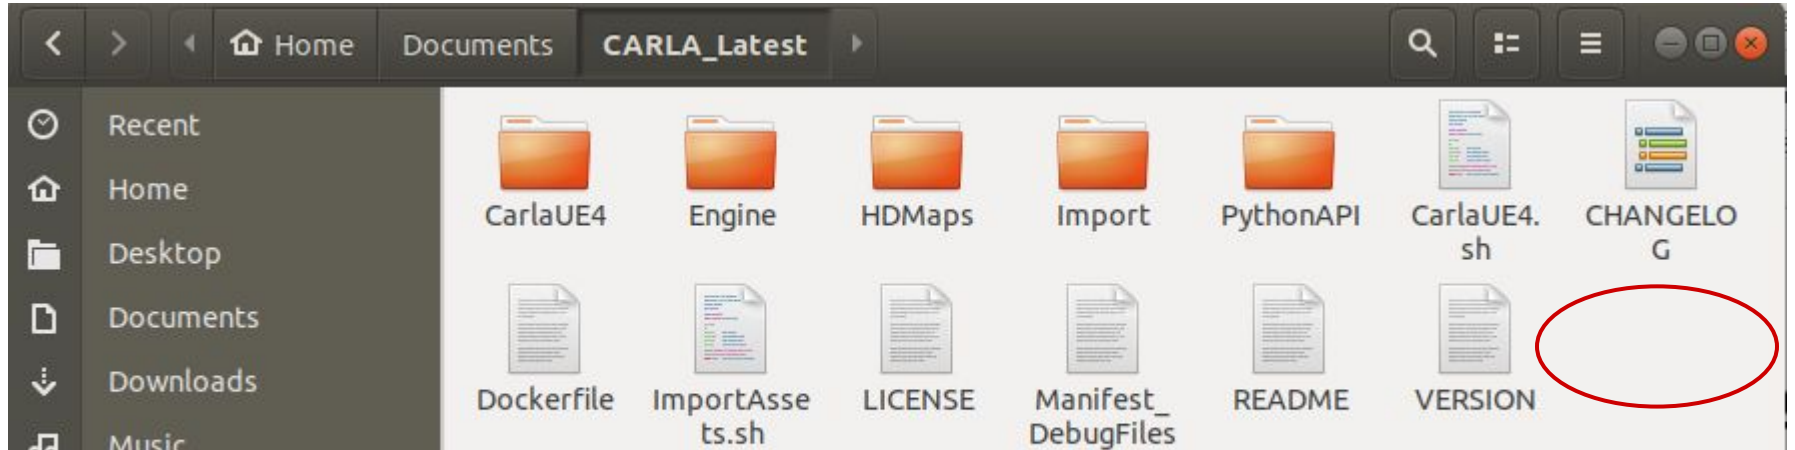 Home Documents CARLA_Latest
Recent
Home
Desktop
Documents
Downloads
Music
CarlaUE4 Engine HDMaps Import PythonAPI CarlaUE4. CHANGELO
sh G
Dockerfile ImportAsse LICENSE Manifest_ README VERSION
ts.sh DebugFiles